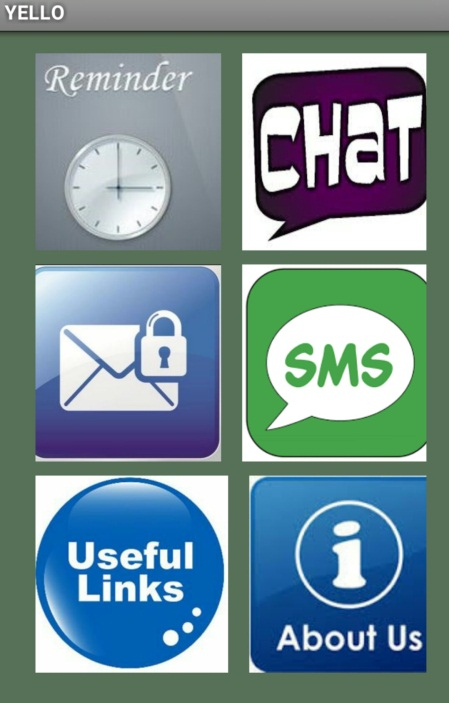 YELLO
Reminder
CHaT
SMS
Useful
Links
i
About Us